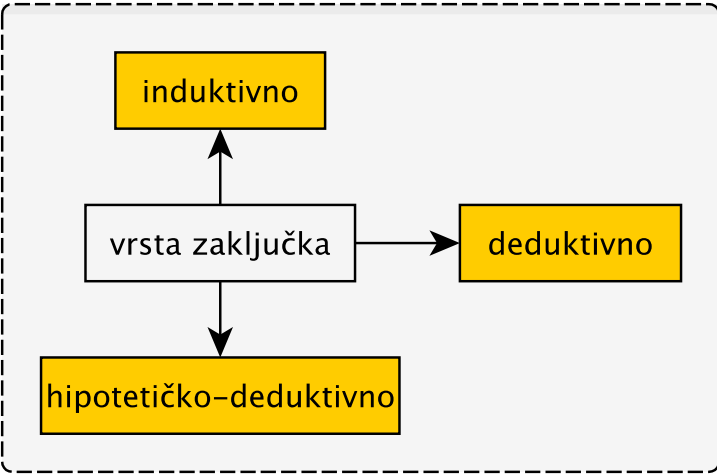 induktivno
vrsta zaključka
deduktivno
hipotetičko–deduktivno